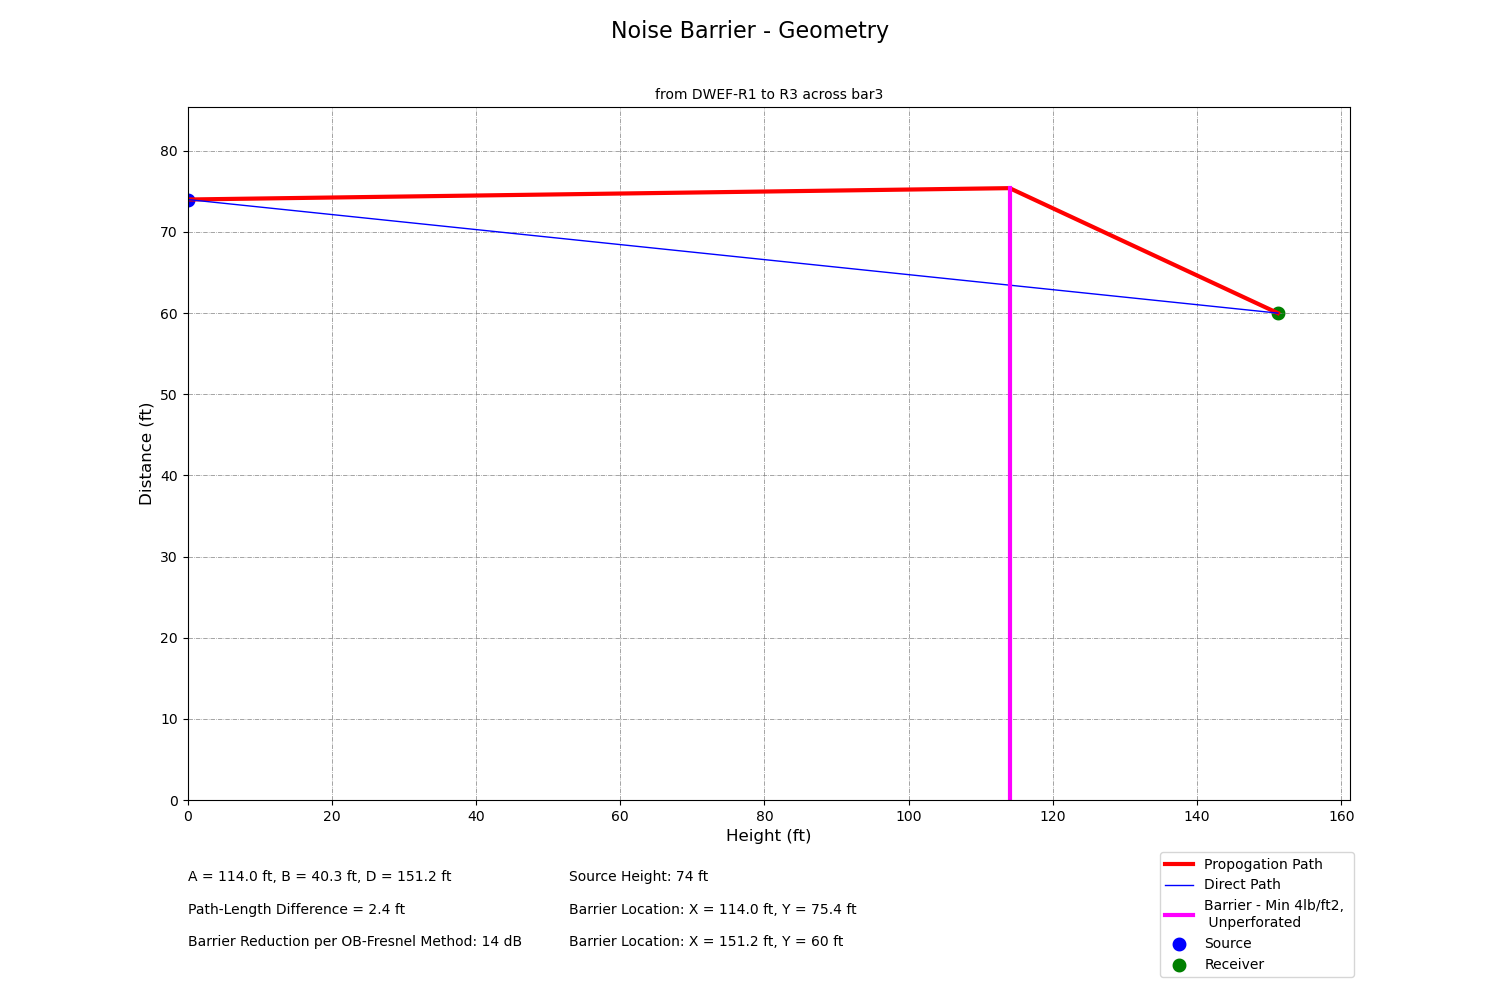 Noise Barrier - Geometry
from DWEF-R1 to R3 across bar3
80
70
60
50
40
30
20
10
0
Distance (ft)
0 20 40 60 80 100 120 140 160
Height (ft)
A = 114.0 ft, B = 40.3 ft, D = 151.2 ft
Path-Length Difference = 2.4 ft
Barrier Reduction per OB-Fresnel Method: 14 dB
Source Height: 74 ft
Barrier Location: X = 114.0 ft, Y = 75.4 ft
Barrier Location: X = 151.2 ft, Y = 60 ft
Propogation Path
Direct Path
Barrier - Min 4lb/ft2,
Unperforated
Source
Receiver